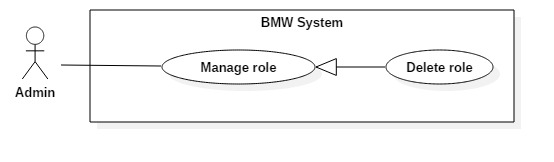 BMW System
Manage role
Delete role
Admin